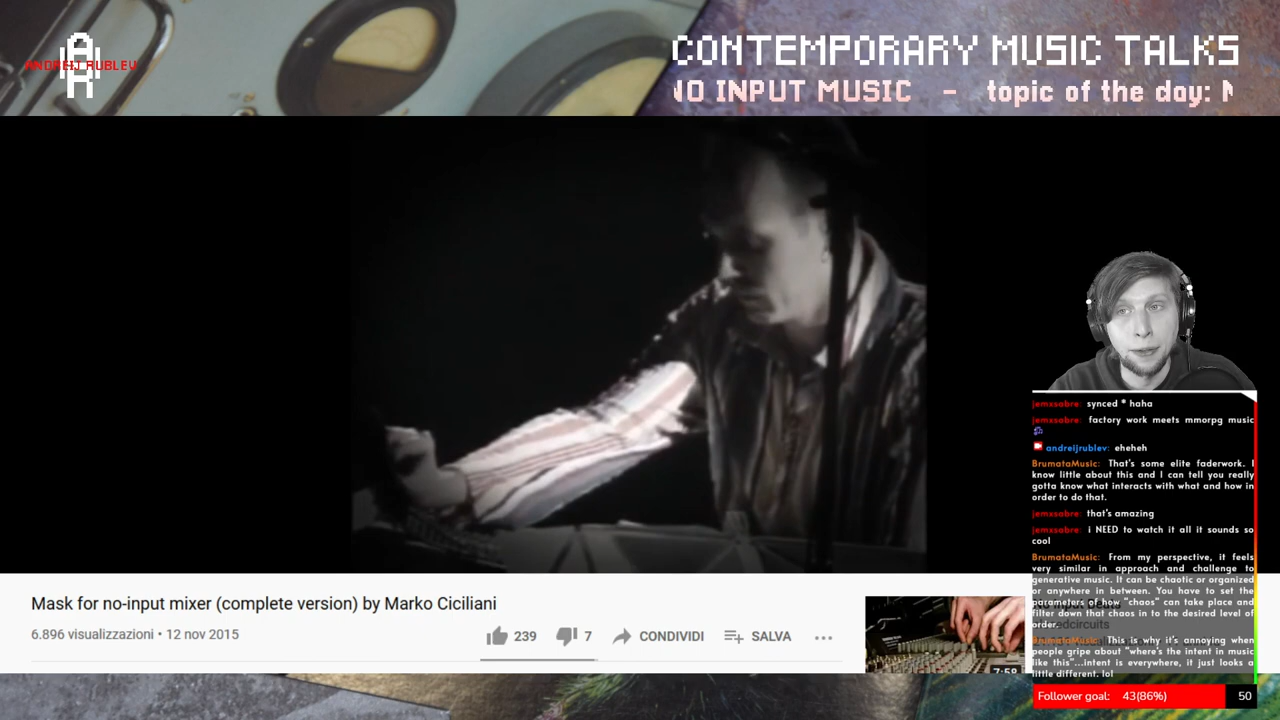 ANDREIJ RUBLEV
A
R
CONTEMPORARY MUSIC TALKS
NO INPUT MUSIC - topic of the day: N
jemxsabre: synced * haha
jemxsabre: factory work meets mmorpg music
andreijrublev: eheheh
BrumataMusic: That's some elite faderwork. I
know little about this and I can tell you really
gotta know what interacts with what and how in
order to do that.
jemxsabre: that's amazing
jemxsabre: i NEED to watch it all it sounds so
cool
BrumataMusic: From my perspective, it feels
very similar in approach and challenge to
generative music. It can be chaotic or organized
or anywhere in between. You have to set the
parameters of how "chaos" can take place and
filter down that chaos in to the desired level of
order.
BrumataMusic: This is why it's annoying when
people gripe about "where's the intent in music
like this"...intent is everywhere, it just looks a
little different. lol
Follower goal: 43(86%) 50
Mask for no-input mixer (complete version) by Marko Ciciliani
6.896 visualizzazioni • 12 nov 2015
239 7 CONDIVIDI SALVA
7:58